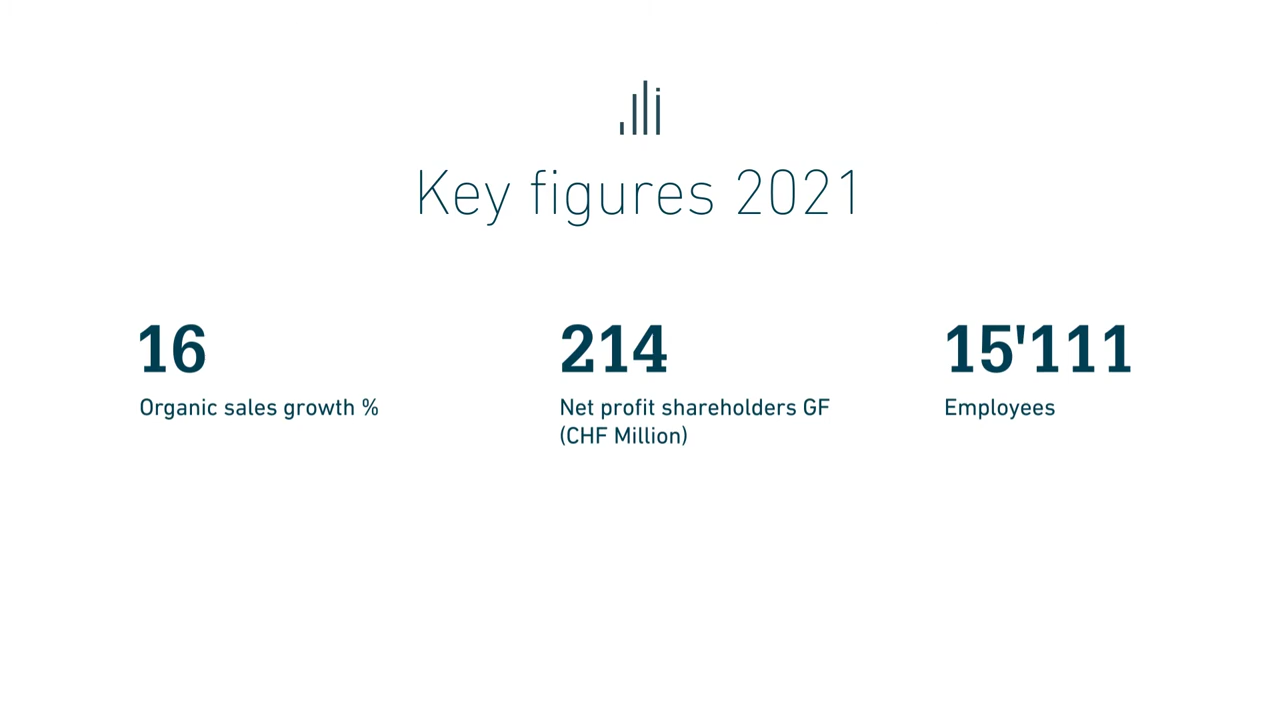 Key figures 2021
16
Organic sales growth %
214
Net profit shareholders GF
(CHF Million)
15'111
Employees